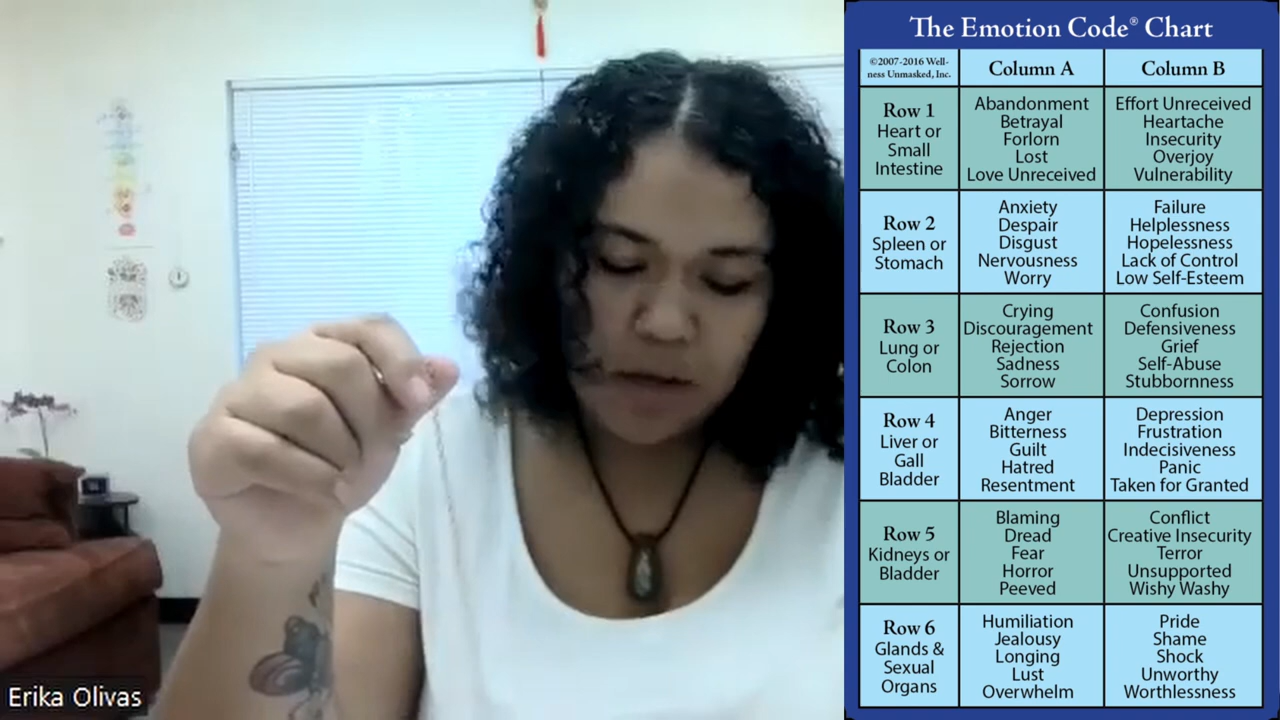 The Emotion Code® Chart
©2007-2016 Well-
ness Unmasked, Inc.
Column A
Column B
Row 1
Heart or
Small
Intestine
Abandonment
Betrayal
Forlorn
Lost
Love Unreceived
Effort Unreceived
Heartache
Insecurity
Overjoy
Vulnerability
Row 2
Spleen or
Stomach
Anxiety
Despair
Disgust
Nervousness
Worry
Failure
Helplessness
Hopelessness
Lack of Control
Low Self-Esteem
Row 3
Lung or
Colon
Crying
Discouragement
Rejection
Sadness
Sorrow
Confusion
Defensiveness
Grief
Self-Abuse
Stubbornness
Row 4
Liver or
Gall
Bladder
Anger
Bitterness
Guilt
Hatred
Resentment
Depression
Frustration
Indecisiveness
Panic
Taken for Granted
Row 5
Kidneys or
Bladder
Blaming
Dread
Fear
Horror
Peeved
Conflict
Creative Insecurity
Terror
Unsupported
Wishy Washy
Row 6
Glands &
Sexual
Organs
Humiliation
Jealousy
Longing
Lust
Overwhelm
Pride
Shame
Shock
Unworthy
Worthlessness
Erika Olivas